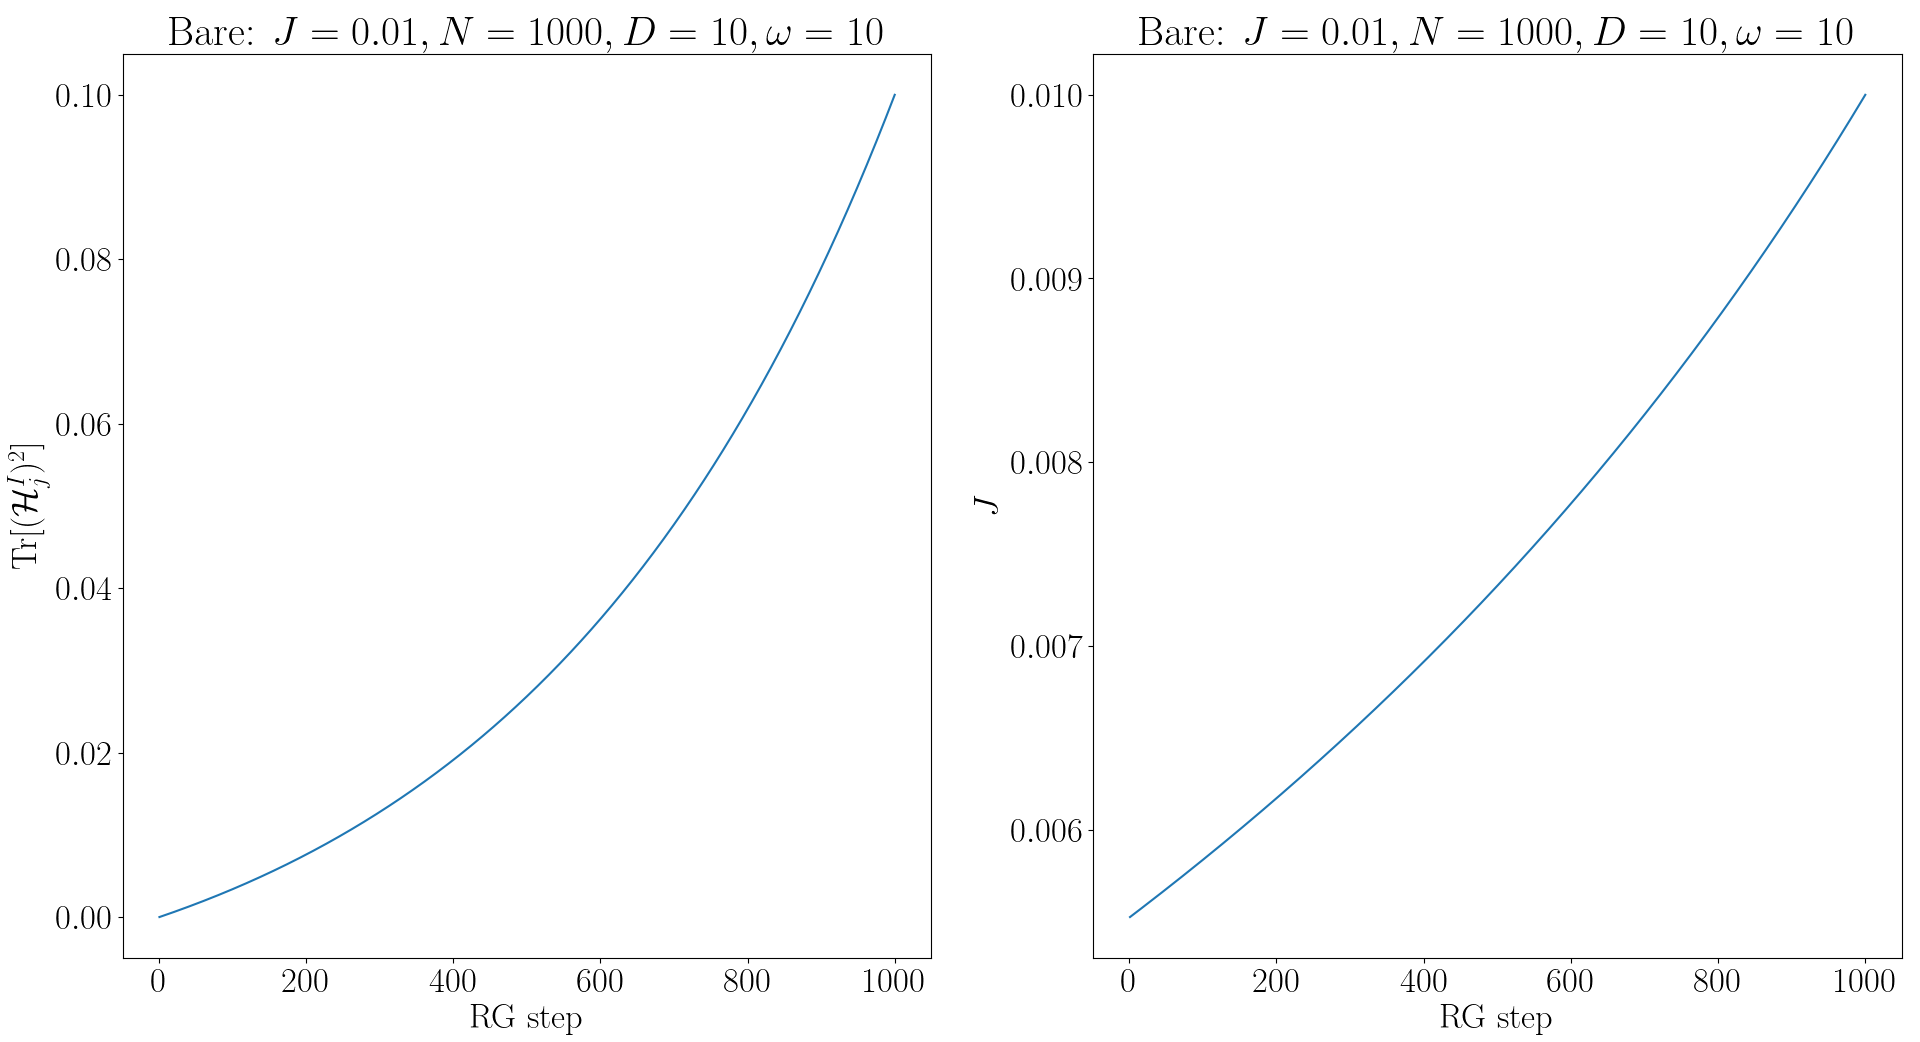 Bare: J = 0.01, N = 1000, D = 10, ω = 10
Tr[(ℋ_j^I)^2]
0.10
0.08
0.06
0.04
0.02
0.00
0 200 400 600 800 1000
RG step
Bare: J = 0.01, N = 1000, D = 10, ω = 10
J
0.010
0.009
0.008
0.007
0.006
0 200 400 600 800 1000
RG step